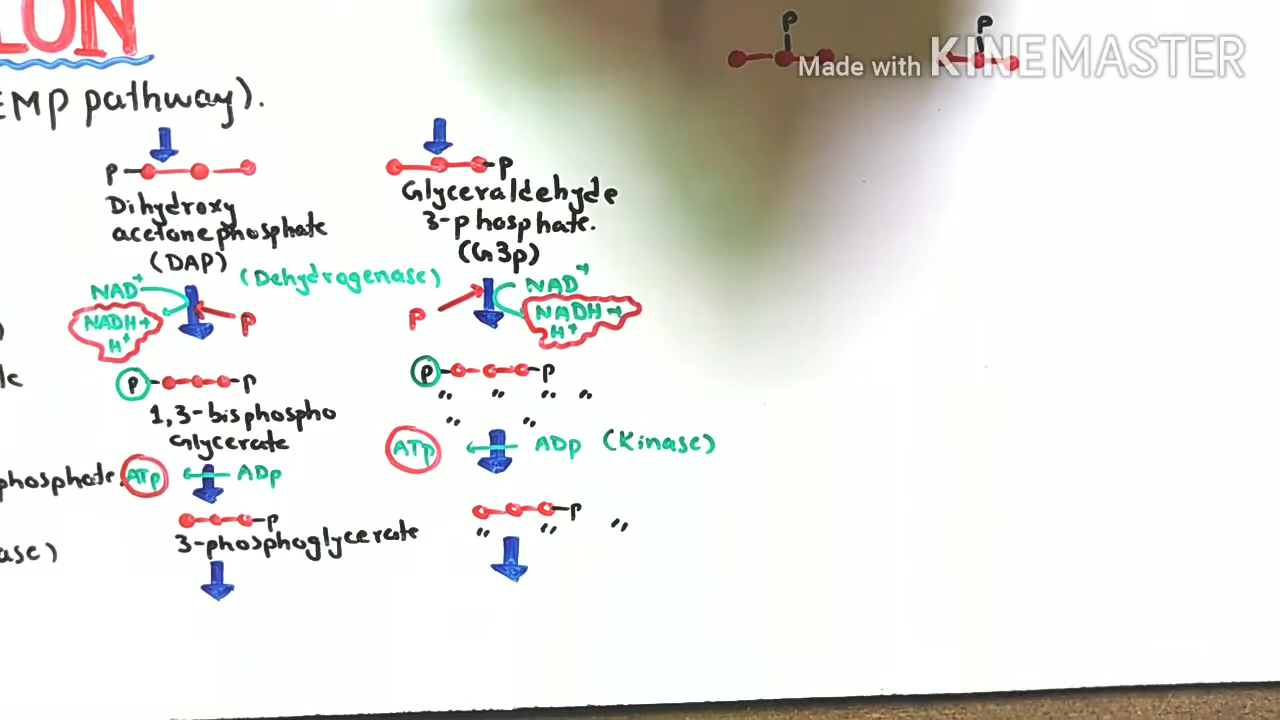 ION
EMP pathway).
P
Dihydroxy
acetonephosphate
(DAP)
P
Glyceraldehyde
3-phosphate.
(G3P)
(Dehydrogenase)
NAD+
NADH+
H+
P
NAD+
NADH+
H+
P
P P
1,3-bisphospho
Glycerate
P P
" " " "
" "
ATP ADP
ATP ADP (Kinase)
P
3-phosphoglycerate
P
" " "
phosphate.
ase)
P
P
Made with KINEMASTER